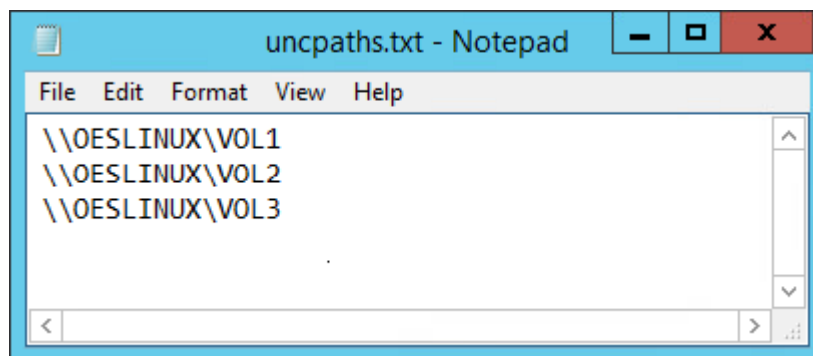 uncpaths.txt - Notepad
File Edit Format View Help
\\OESLINUX\VOL1
\\OESLINUX\VOL2
\\OESLINUX\VOL3
.